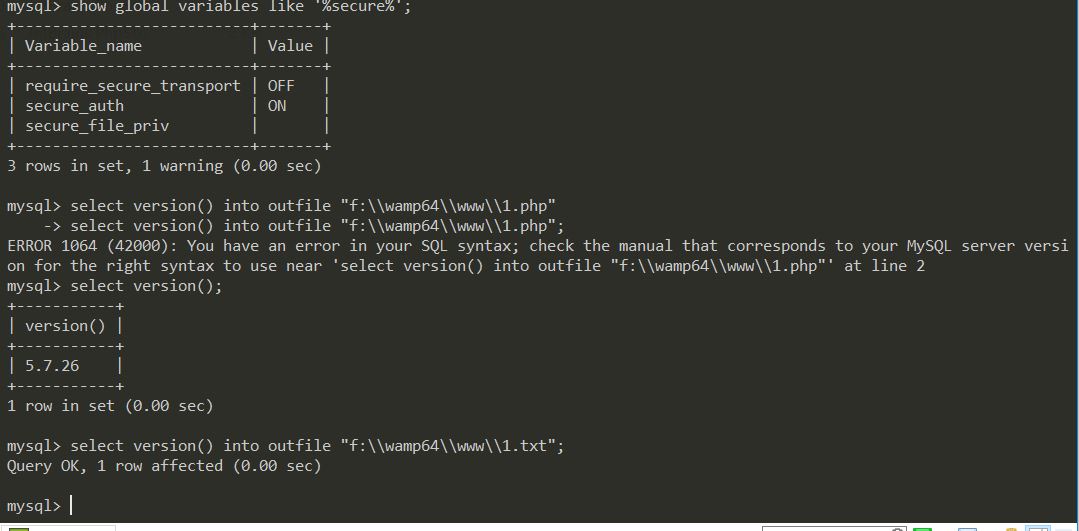 mysql> show global variables like '%secure%';
+--------------------------+-------+
| Variable_name            | Value |
+--------------------------+-------+
| require_secure_transport | OFF   |
| secure_auth              | ON    |
| secure_file_priv         |       |
+--------------------------+-------+
3 rows in set, 1 warning (0.00 sec)
mysql> select version() into outfile "f:\\wamp64\\www\\1.php"
    -> select version() into outfile "f:\\wamp64\\www\\1.php";
ERROR 1064 (42000): You have an error in your SQL syntax; check the manual that corresponds to your MySQL server versi
on for the right syntax to use near 'select version() into outfile "f:\\wamp64\\www\\1.php"' at line 2
mysql> select version();
+-----------+
| version() |
+-----------+
| 5.7.26    |
+-----------+
1 row in set (0.00 sec)
mysql> select version() into outfile "f:\\wamp64\\www\\1.txt";
Query OK, 1 row affected (0.00 sec)
mysql>